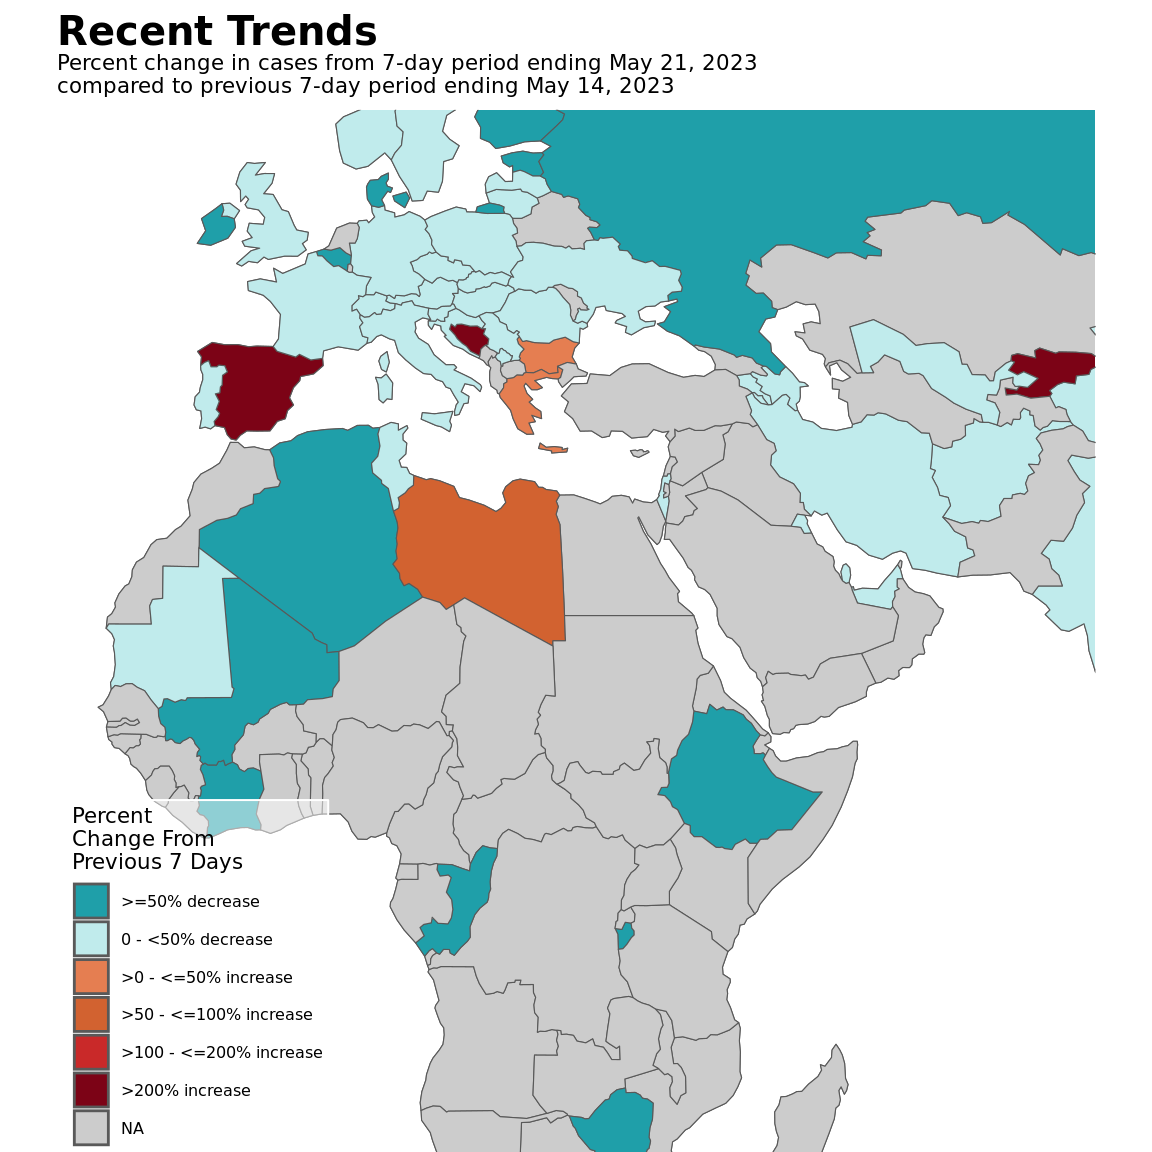 Recent Trends
Percent change in cases from 7-day period ending May 21, 2023
compared to previous 7-day period ending May 14, 2023
Percent
Change From
Previous 7 Days
>=50% decrease
0 - <50% decrease
>0 - <=50% increase
>50 - <=100% increase
>100 - <=200% increase
>200% increase
NA